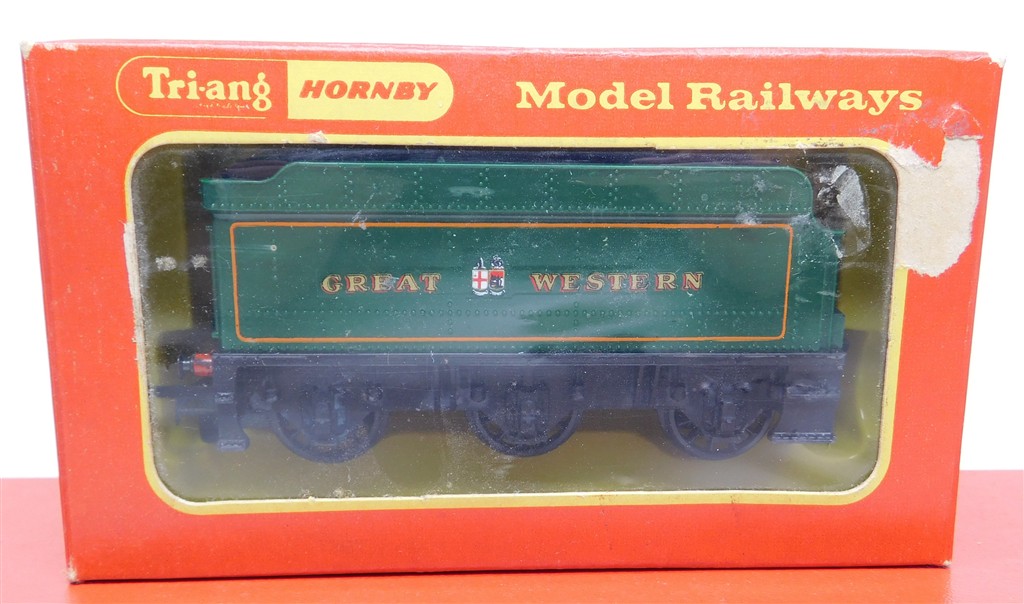 Tri-ang HORNBY Model Railways
GREAT WESTERN